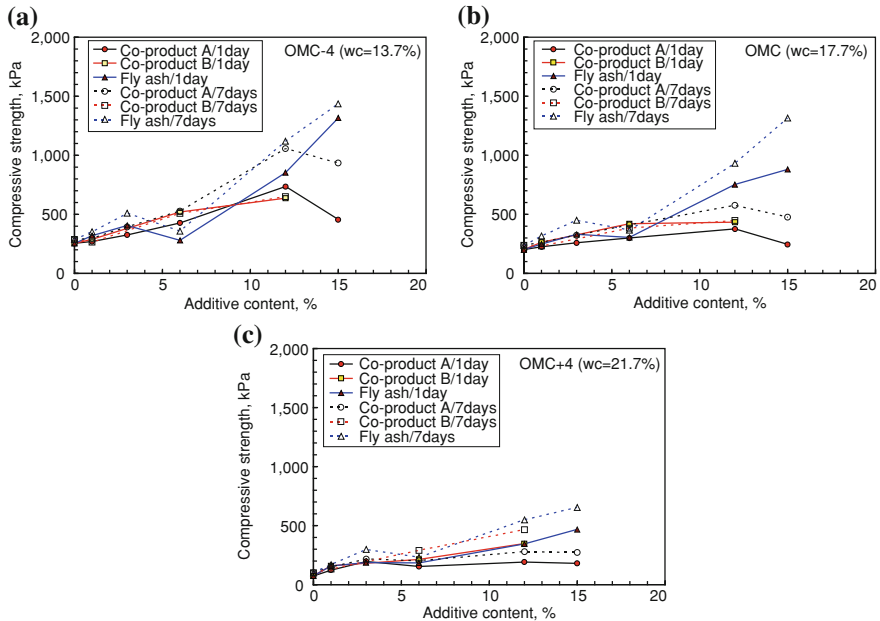 (a)
2,000
1,500
1,000
500
0
Compressive strength, kPa
Co-product A/1day
Co-product B/1day
Fly ash/1day
Co-product A/7days
Co-product B/7days
Fly ash/7days
OMC-4 (wc=13.7%)
0 5 10 15 20
Additive content, %
(b)
2,000
1,500
1,000
500
0
Compressive strength, kPa
Co-product A/1day
Co-product B/1day
Fly ash/1day
Co-product A/7days
Co-product B/7days
Fly ash/7days
OMC (wc=17.7%)
0 5 10 15 20
Additive content, %
(c)
2,000
1,500
1,000
500
0
Compressive strength, kPa
Co-product A/1day
Co-product B/1day
Fly ash/1day
Co-product A/7days
Co-product B/7days
Fly ash/7days
OMC+4 (wc=21.7%)
0 5 10 15 20
Additive content, %